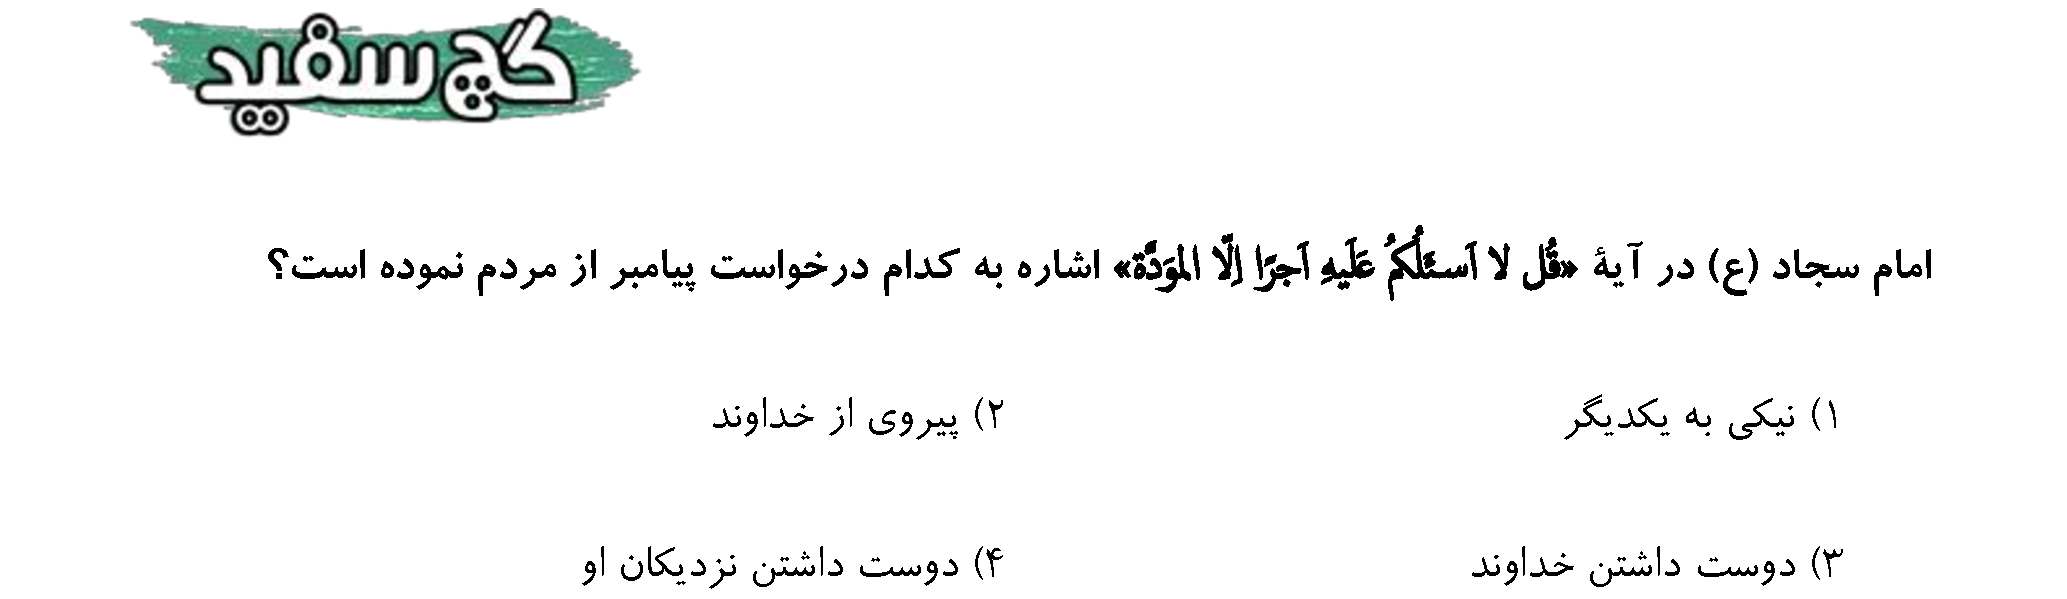 گچ سفید
امام سجاد (ع) در آیهٔ «قُل لا اَسئَلُکُمُ عَلَیهِ اَجرًا اِلّا المَوَدَّة» اشاره به کدام درخواست پیامبر از مردم نموده است؟
۱) نیکی به یکدیگر
۲) پیروی از خداوند
۳) دوست داشتن خداوند
۴) دوست داشتن نزدیکان او